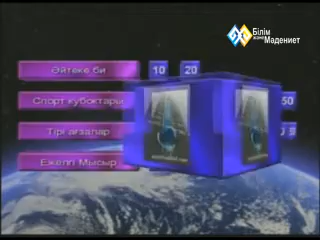 Білім
және
Мәдениет
Әйтеке би
10 20
Спорт кубоктары
50
Тірі ағзалар
Ежелгі Мысыр